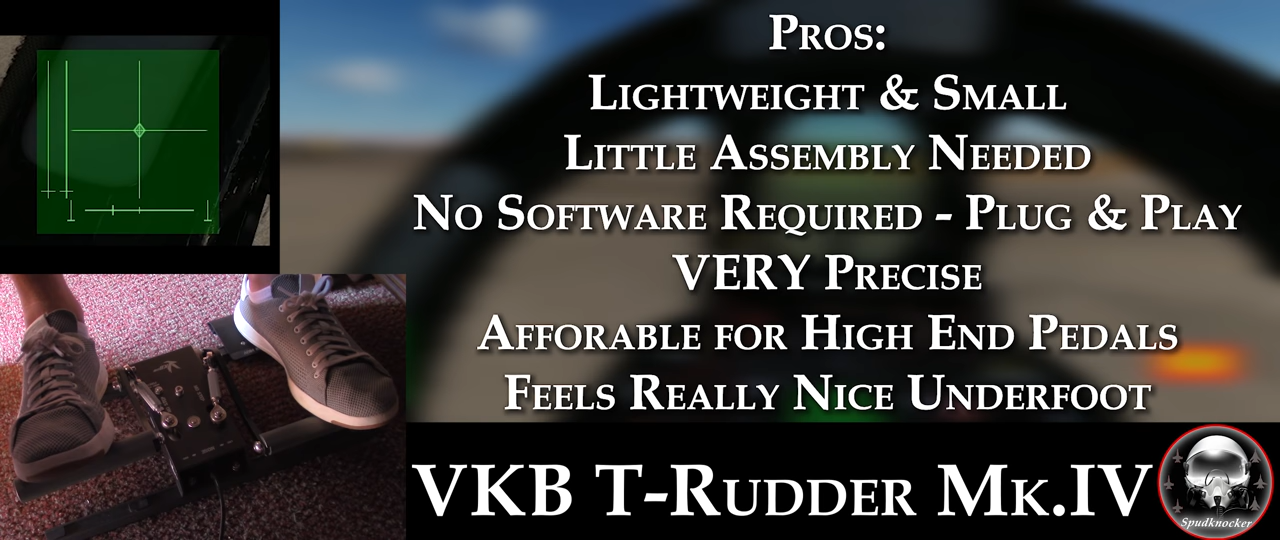 Pros:
Lightweight & Small
Little Assembly Needed
No Software Required - Plug & Play
VERY Precise
Afforable for High End Pedals
Feels Really Nice Underfoot
VKB T-Rudder Mk.IV
Spudknocker